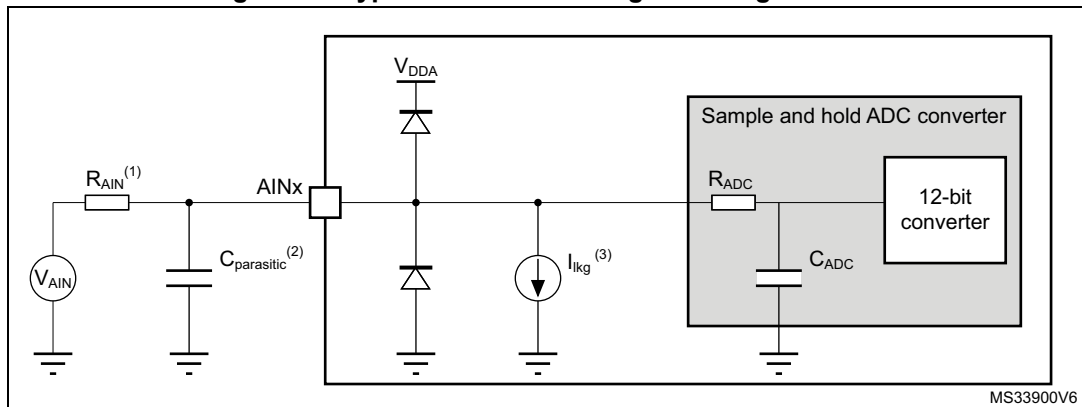 V_DDA
Sample and hold ADC converter
R_AIN(1)
AINx
R_ADC
12-bit
converter
C_parasitic(2)
I_lkg(3)
C_ADC
V_AIN
MS33900V6